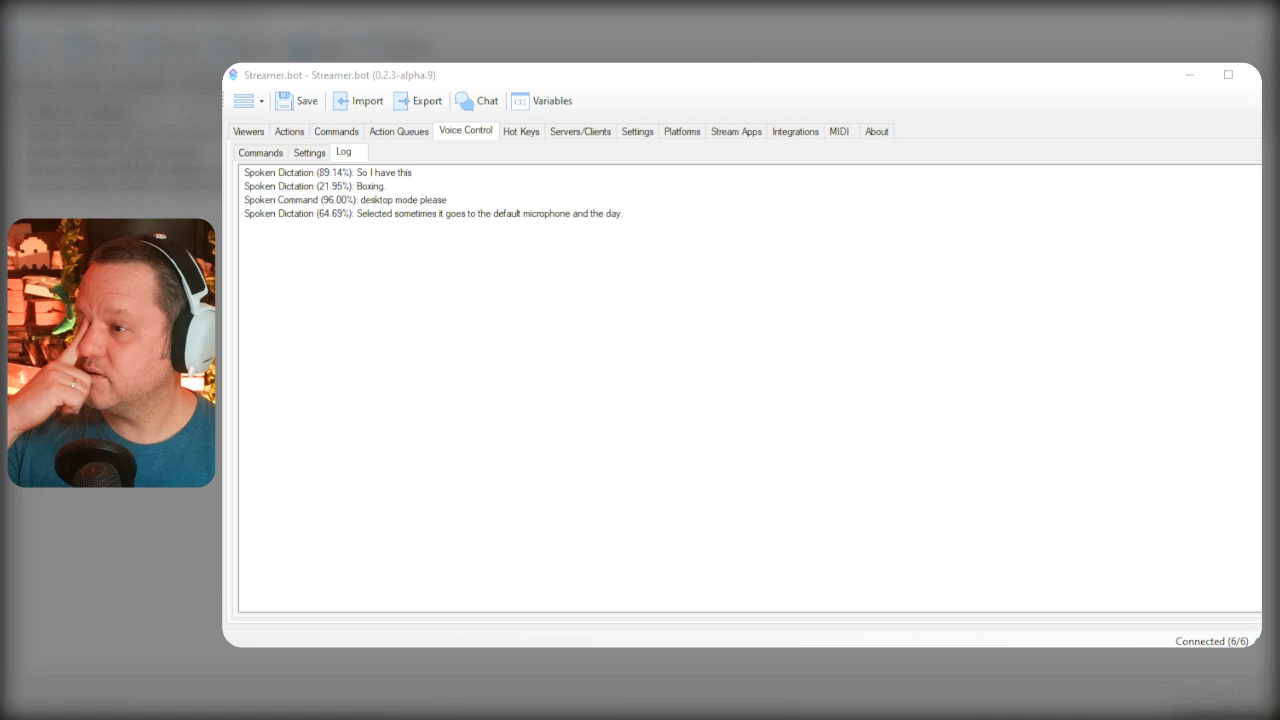 Streamer.bot - Streamer.bot (0.2.3-alpha.9)
Save Import Export Chat Variables
Viewers Actions Commands Action Queues Voice Control Hot Keys Servers/Clients Settings Platforms Stream Apps Integrations MIDI About
Commands Settings Log
Spoken Dictation (89.14%): So I have this
Spoken Dictation (21.95%): Boxing.
Spoken Command (96.00%): desktop mode please
Spoken Dictation (64.69%): Selected sometimes it goes to the default microphone and the day.
Connected (6/6)